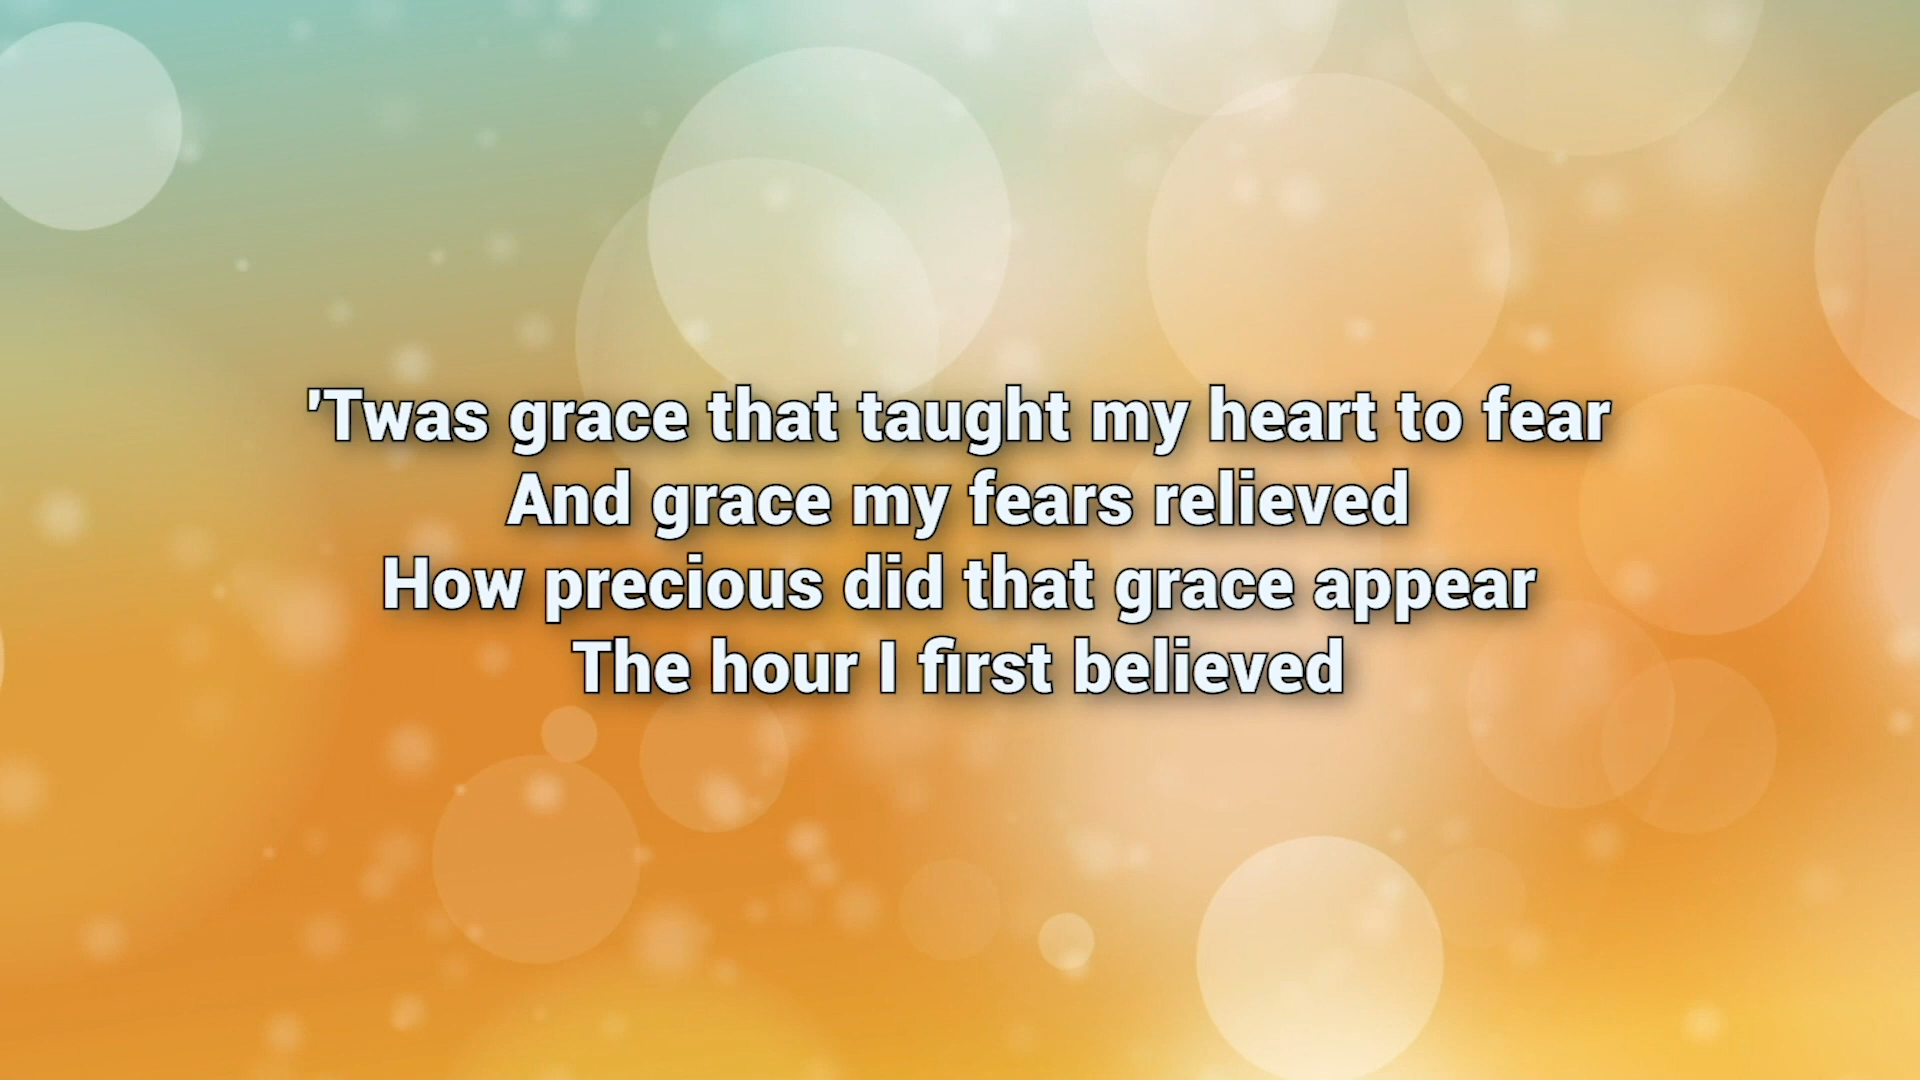 'Twas grace that taught my heart to fear
And grace my fears relieved
How precious did that grace appear
The hour I first believed